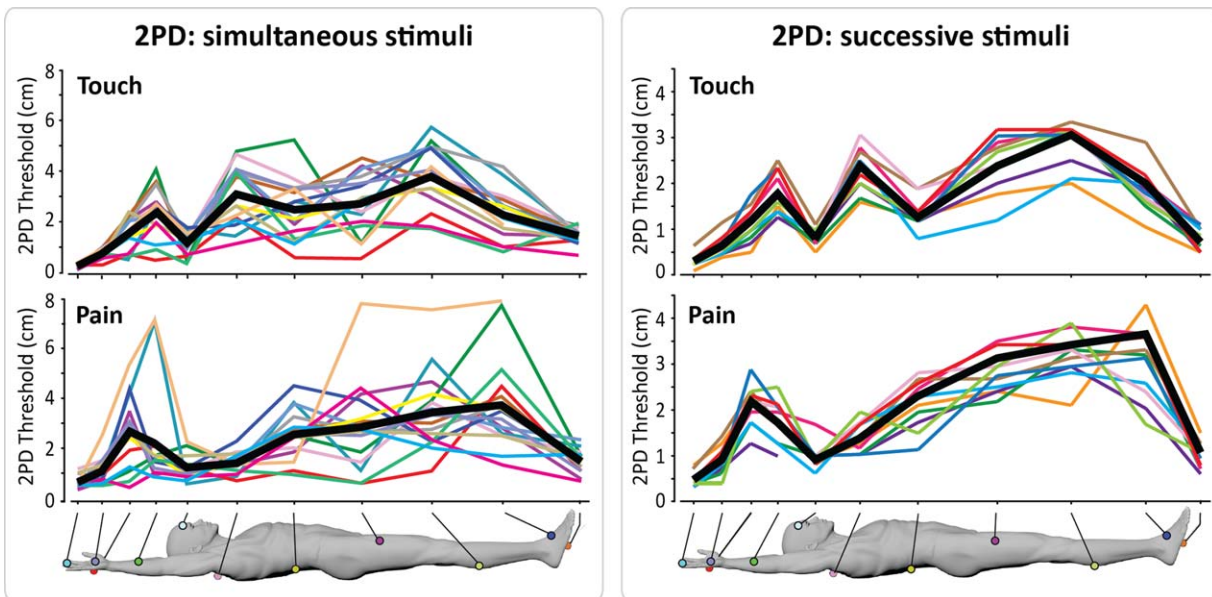 2PD: simultaneous stimuli
Touch
2PD Threshold (cm)
8
6
4
2
0
Pain
2PD Threshold (cm)
8
6
4
2
0
2PD: successive stimuli
Touch
2PD Threshold (cm)
4
3
2
1
0
Pain
2PD Threshold (cm)
4
3
2
1
0